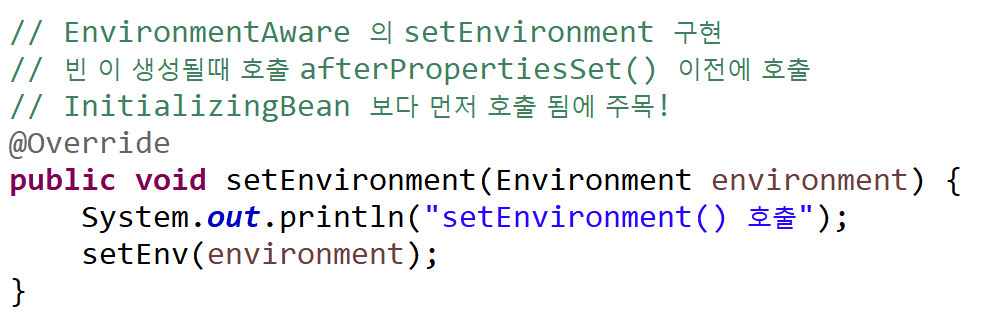 // EnvironmentAware 의 setEnvironment 구현
// 빈 이 생성될때 호출 afterPropertiesSet() 이전에 호출
// InitializingBean 보다 먼저 호출 됨에 주목!
@Override
public void setEnvironment(Environment environment) {
    System.out.println("setEnvironment() 호출");
    setEnv(environment);
}